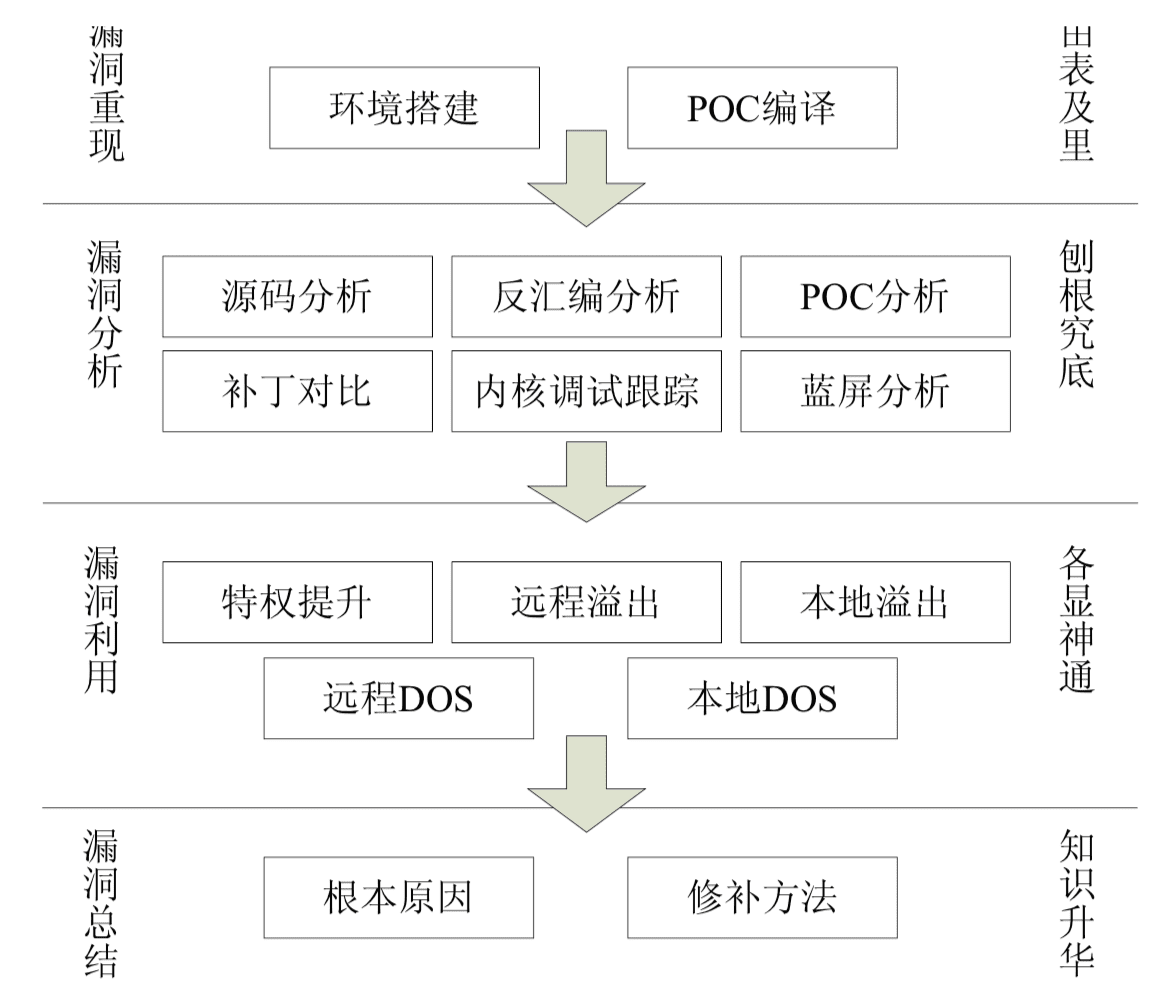 漏洞重现
环境搭建
POC编译
由表及里
漏洞分析
源码分析
反汇编分析
POC分析
补丁对比
内核调试跟踪
蓝屏分析
刨根究底
漏洞利用
特权提升
远程溢出
本地溢出
远程DOS
本地DOS
各显神通
漏洞总结
根本原因
修补方法
知识升华